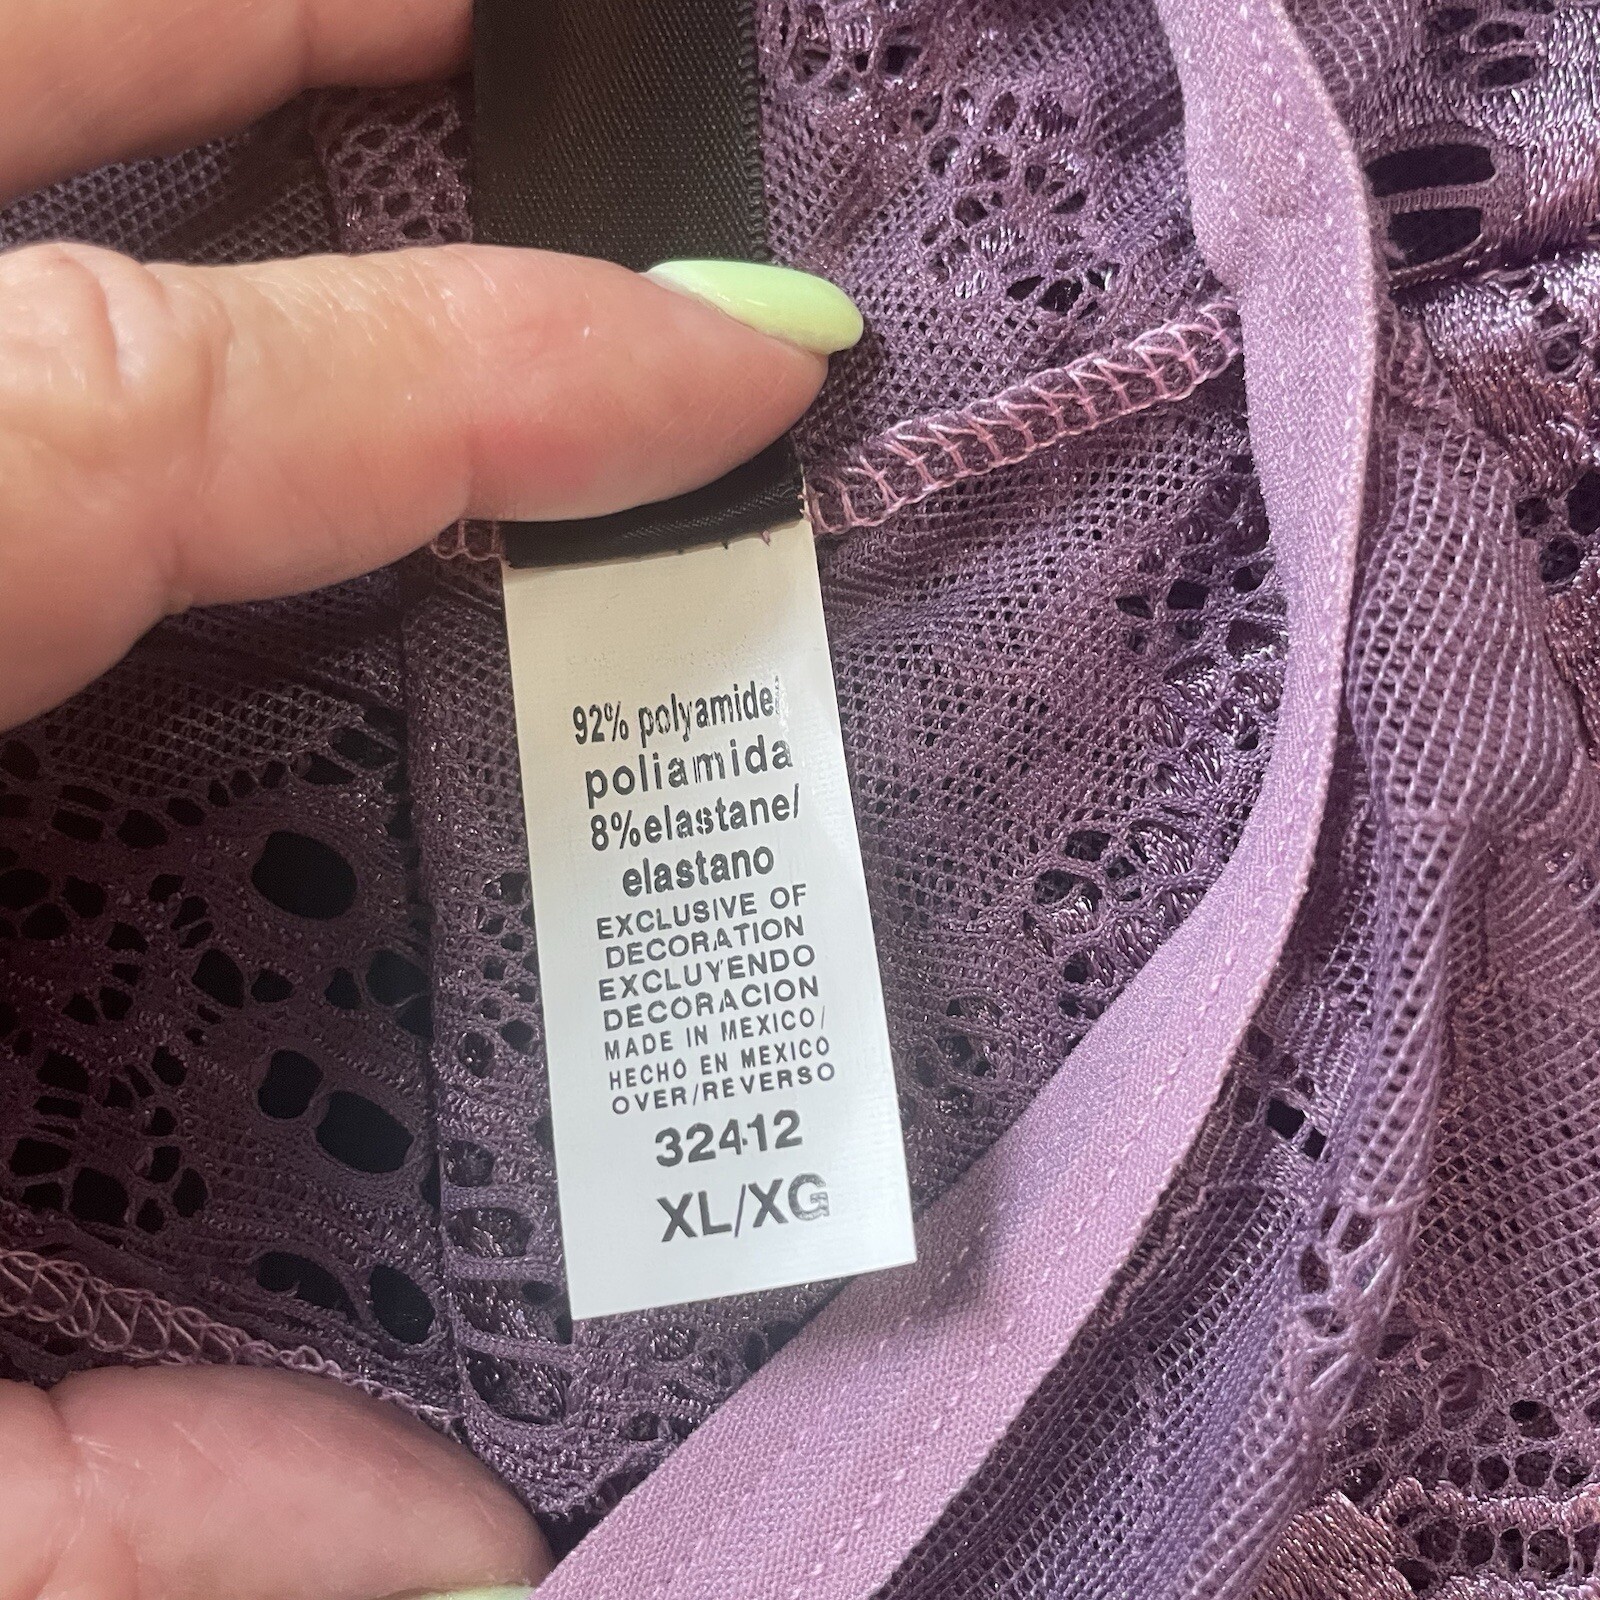 92% polyamide/
poliamida
8%elastane/
elastano
EXCLUSIVE OF
DECORATION
EXCLUYENDO
DECORACION
MADE IN MEXICO/
HECHO EN MEXICO
OVER/REVERSO
32412
XL/XG